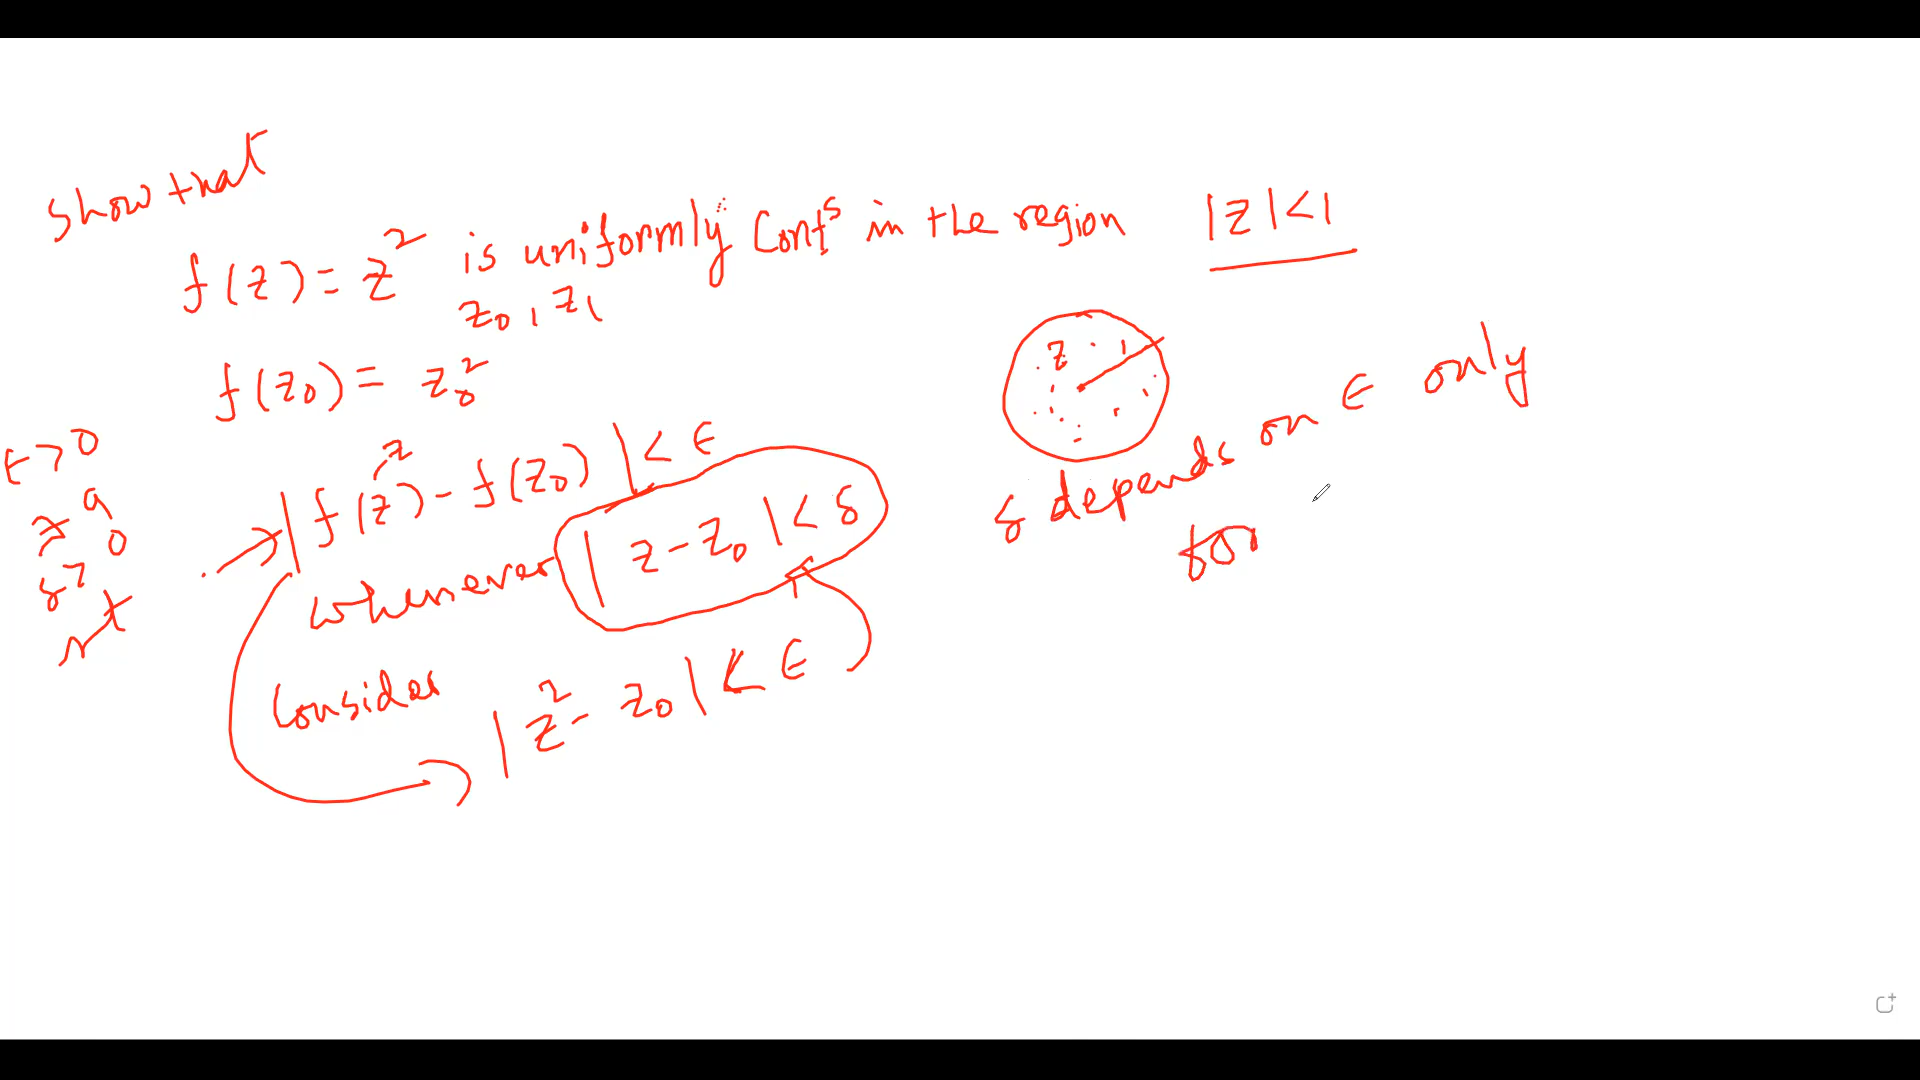 Show that
f(z) = z² is uniformly Contˢ in the region |z| < 1
z₀, z₁
f(z₀) = z₀²
z
|f(z) - f(z₀)| < ε
whenever |z - z₀| < δ
Consider
|z² - z₀| < ε
ε > 0
∃ a
δ > 0
z
δ depends on ε only
for